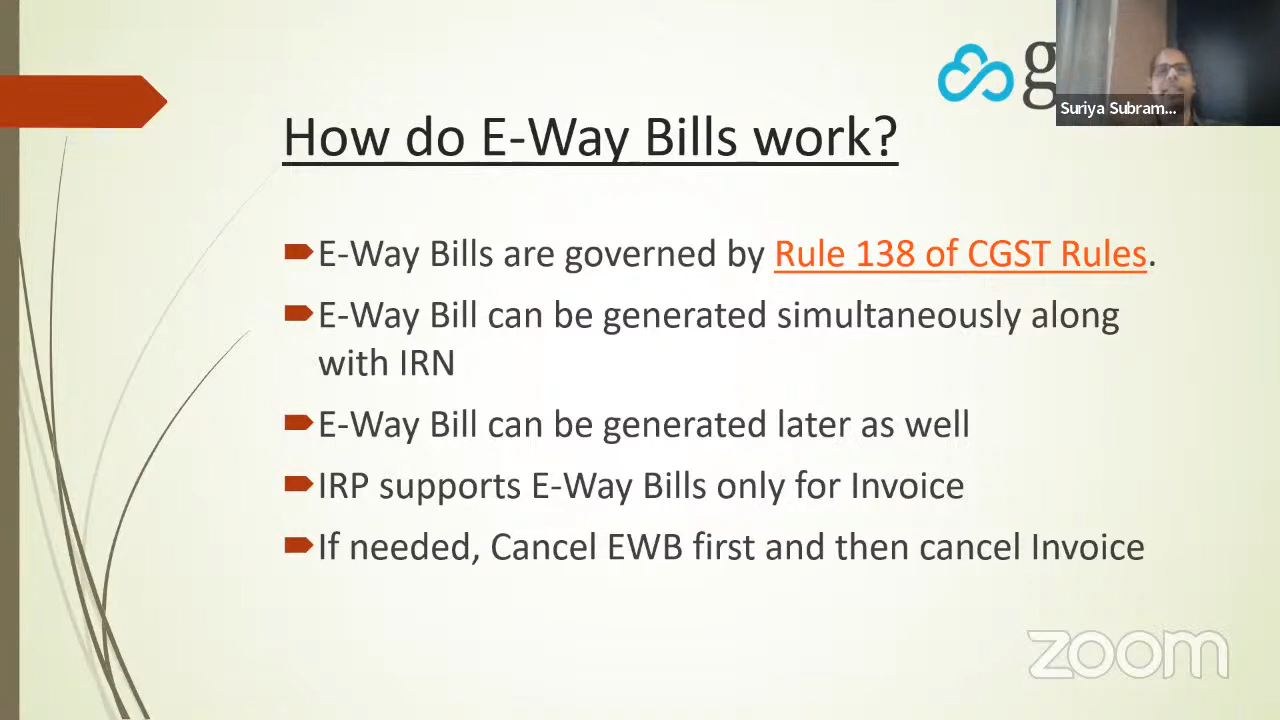 g
Suriya Subram...
How do E-Way Bills work?
E-Way Bills are governed by Rule 138 of CGST Rules.
E-Way Bill can be generated simultaneously along
with IRN
E-Way Bill can be generated later as well
IRP supports E-Way Bills only for Invoice
If needed, Cancel EWB first and then cancel Invoice
zoom